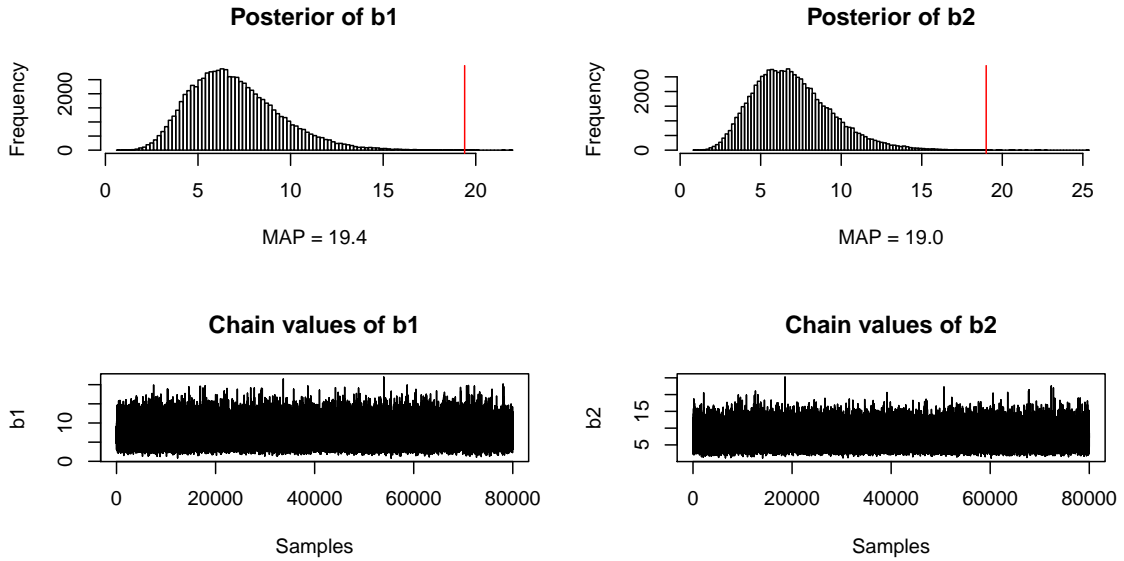 Posterior of b1
Frequency
0 2000
0 5 10 15 20
MAP = 19.4
Posterior of b2
Frequency
0 2000
0 5 10 15 20 25
MAP = 19.0
Chain values of b1
b1
0 10
0 20000 40000 60000 80000
Samples
Chain values of b2
b2
5 15
0 20000 40000 60000 80000
Samples